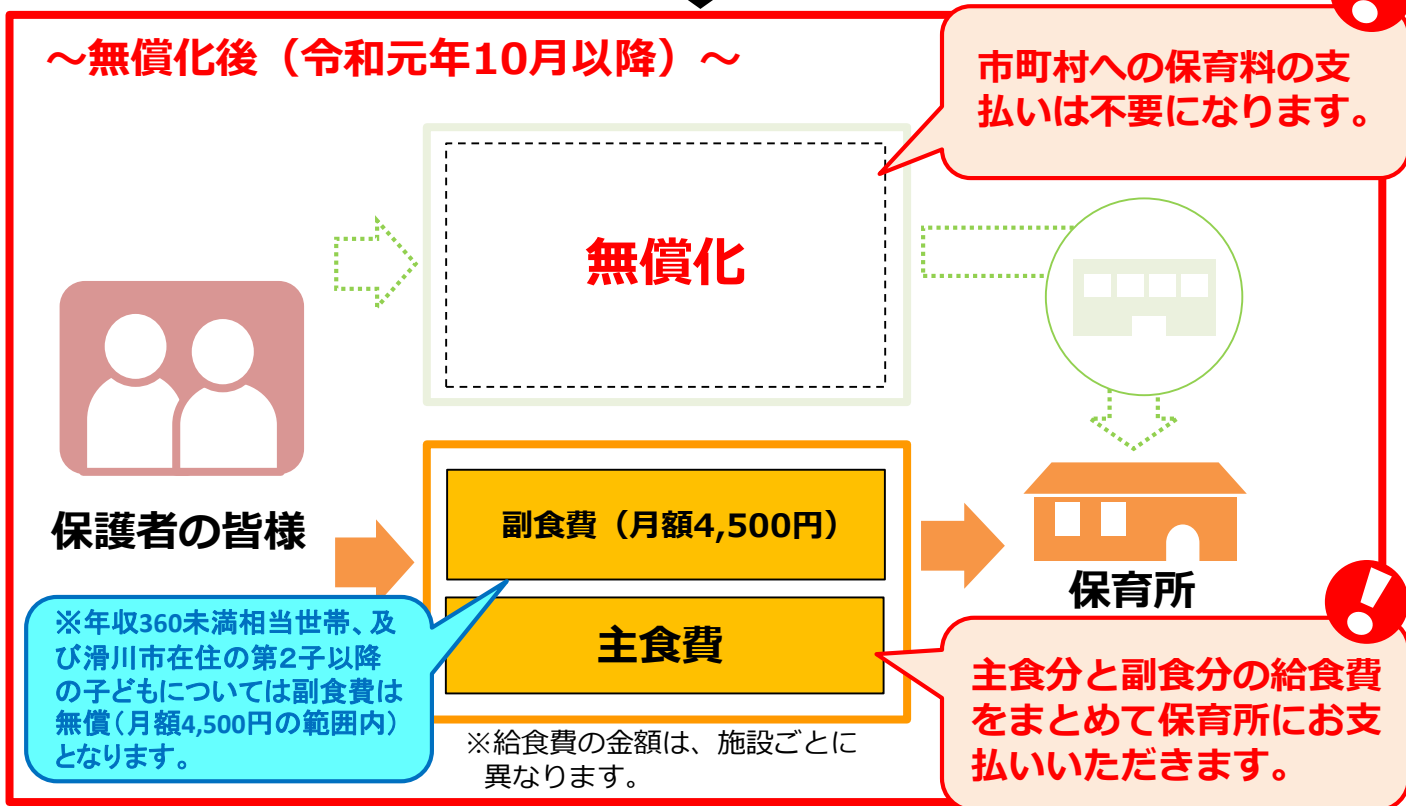 ～無償化後（令和元年10月以降）～
市町村への保育料の支
払いは不要になります。
無償化
保護者の皆様
副食費（月額4,500円）
主食費
保育所
※年収360未満相当世帯、及
び滑川市在住の第２子以降
の子どもについては副食費は
無償（月額4,500円の範囲内）
となります。
※給食費の金額は、施設ごとに
異なります。
主食分と副食分の給食費
をまとめて保育所にお支
払いいただきます。